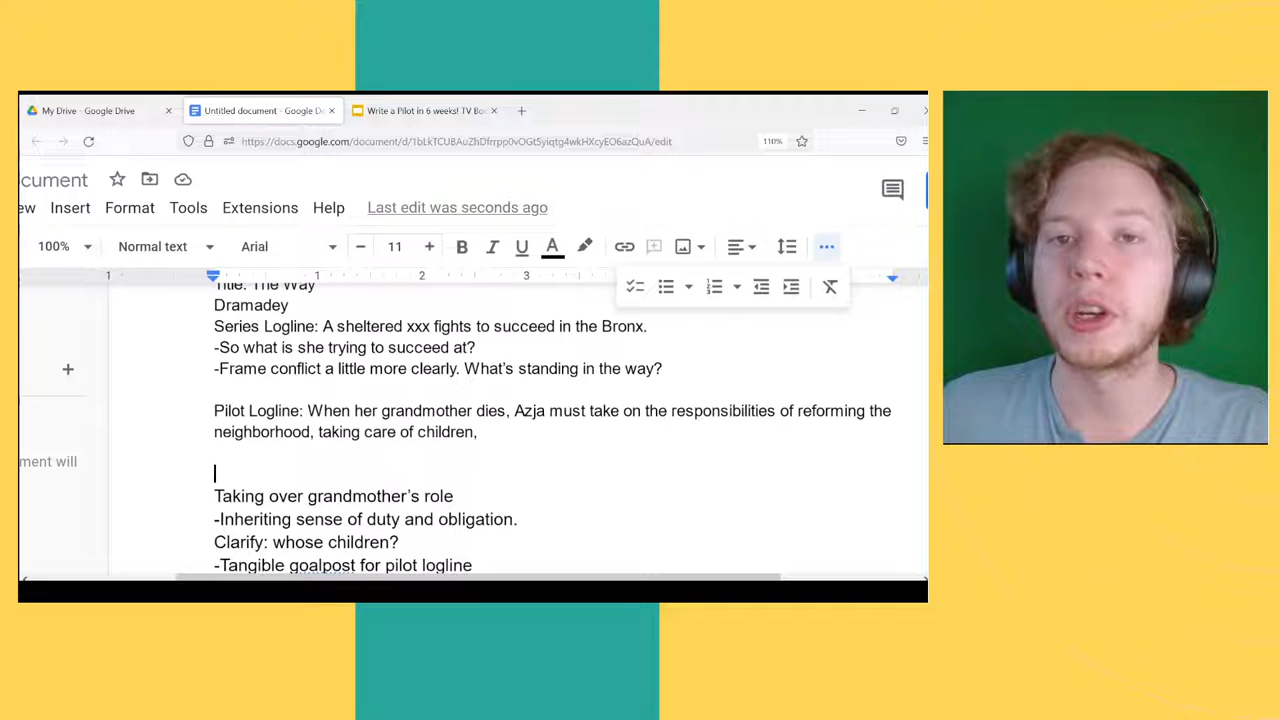 My Drive - Google Drive
Untitled document - Google D
Write a Pilot in 6 weeks! TV Bo
https://docs.google.com/document/d/1bLkTCUBAuZhDfrrpp0vOGt5yiqtg4wkHXcyEO6azQuA/edit
110%
ocument
ew Insert Format Tools Extensions Help Last edit was seconds ago
100% Normal text Arial 11
1 1 2 3
Title: The Way
Dramadey
Series Logline: A sheltered xxx fights to succeed in the Bronx.
-So what is she trying to succeed at?
-Frame conflict a little more clearly. What's standing in the way?
Pilot Logline: When her grandmother dies, Azja must take on the responsibilities of reforming the
neighborhood, taking care of children,
ment will
Taking over grandmother's role
-Inheriting sense of duty and obligation.
Clarify: whose children?
-Tangible goalpost for pilot logline